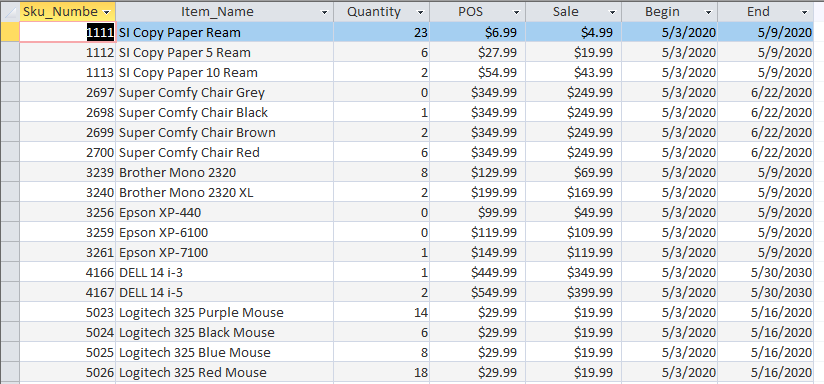 Sku_Numbe Item_Name Quantity POS Sale Begin End
1111 SI Copy Paper Ream 23 $6.99 $4.99 5/3/2020 5/9/2020
1112 SI Copy Paper 5 Ream 6 $27.99 $19.99 5/3/2020 5/9/2020
1113 SI Copy Paper 10 Ream 2 $54.99 $43.99 5/3/2020 5/9/2020
2697 Super Comfy Chair Grey 0 $349.99 $249.99 5/3/2020 6/22/2020
2698 Super Comfy Chair Black 1 $349.99 $249.99 5/3/2020 6/22/2020
2699 Super Comfy Chair Brown 2 $349.99 $249.99 5/3/2020 6/22/2020
2700 Super Comfy Chair Red 6 $349.99 $249.99 5/3/2020 6/22/2020
3239 Brother Mono 2320 8 $129.99 $69.99 5/3/2020 5/9/2020
3240 Brother Mono 2320 XL 2 $199.99 $169.99 5/3/2020 5/9/2020
3256 Epson XP-440 0 $99.99 $49.99 5/3/2020 5/9/2020
3259 Epson XP-6100 0 $119.99 $109.99 5/3/2020 5/9/2020
3261 Epson XP-7100 1 $149.99 $119.99 5/3/2020 5/9/2020
4166 DELL 14 i-3 1 $449.99 $349.99 5/3/2020 5/30/2030
4167 DELL 14 i-5 2 $549.99 $399.99 5/3/2020 5/30/2030
5023 Logitech 325 Purple Mouse 14 $29.99 $19.99 5/3/2020 5/16/2020
5024 Logitech 325 Black Mouse 6 $29.99 $19.99 5/3/2020 5/16/2020
5025 Logitech 325 Blue Mouse 8 $29.99 $19.99 5/3/2020 5/16/2020
5026 Logitech 325 Red Mouse 18 $29.99 $19.99 5/3/2020 5/16/2020